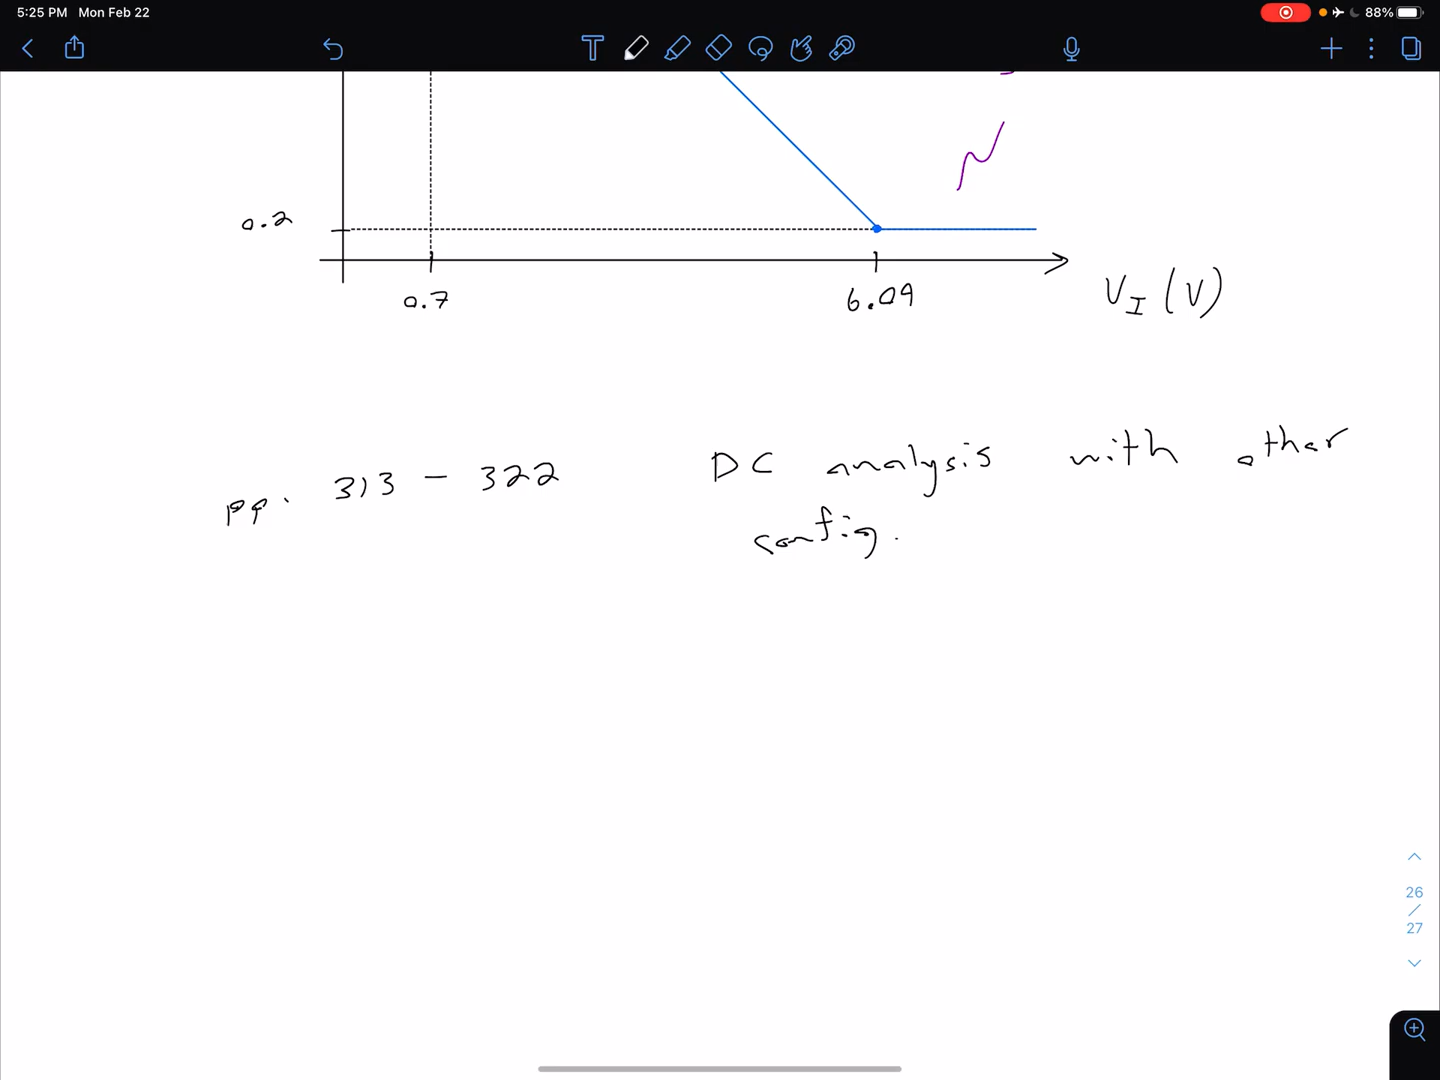 5:25 PM Mon Feb 22
88%
T
0.2
0.7
6.09
V_I (V)
pp. 313 - 322 DC analysis with other
config.
26
/
27